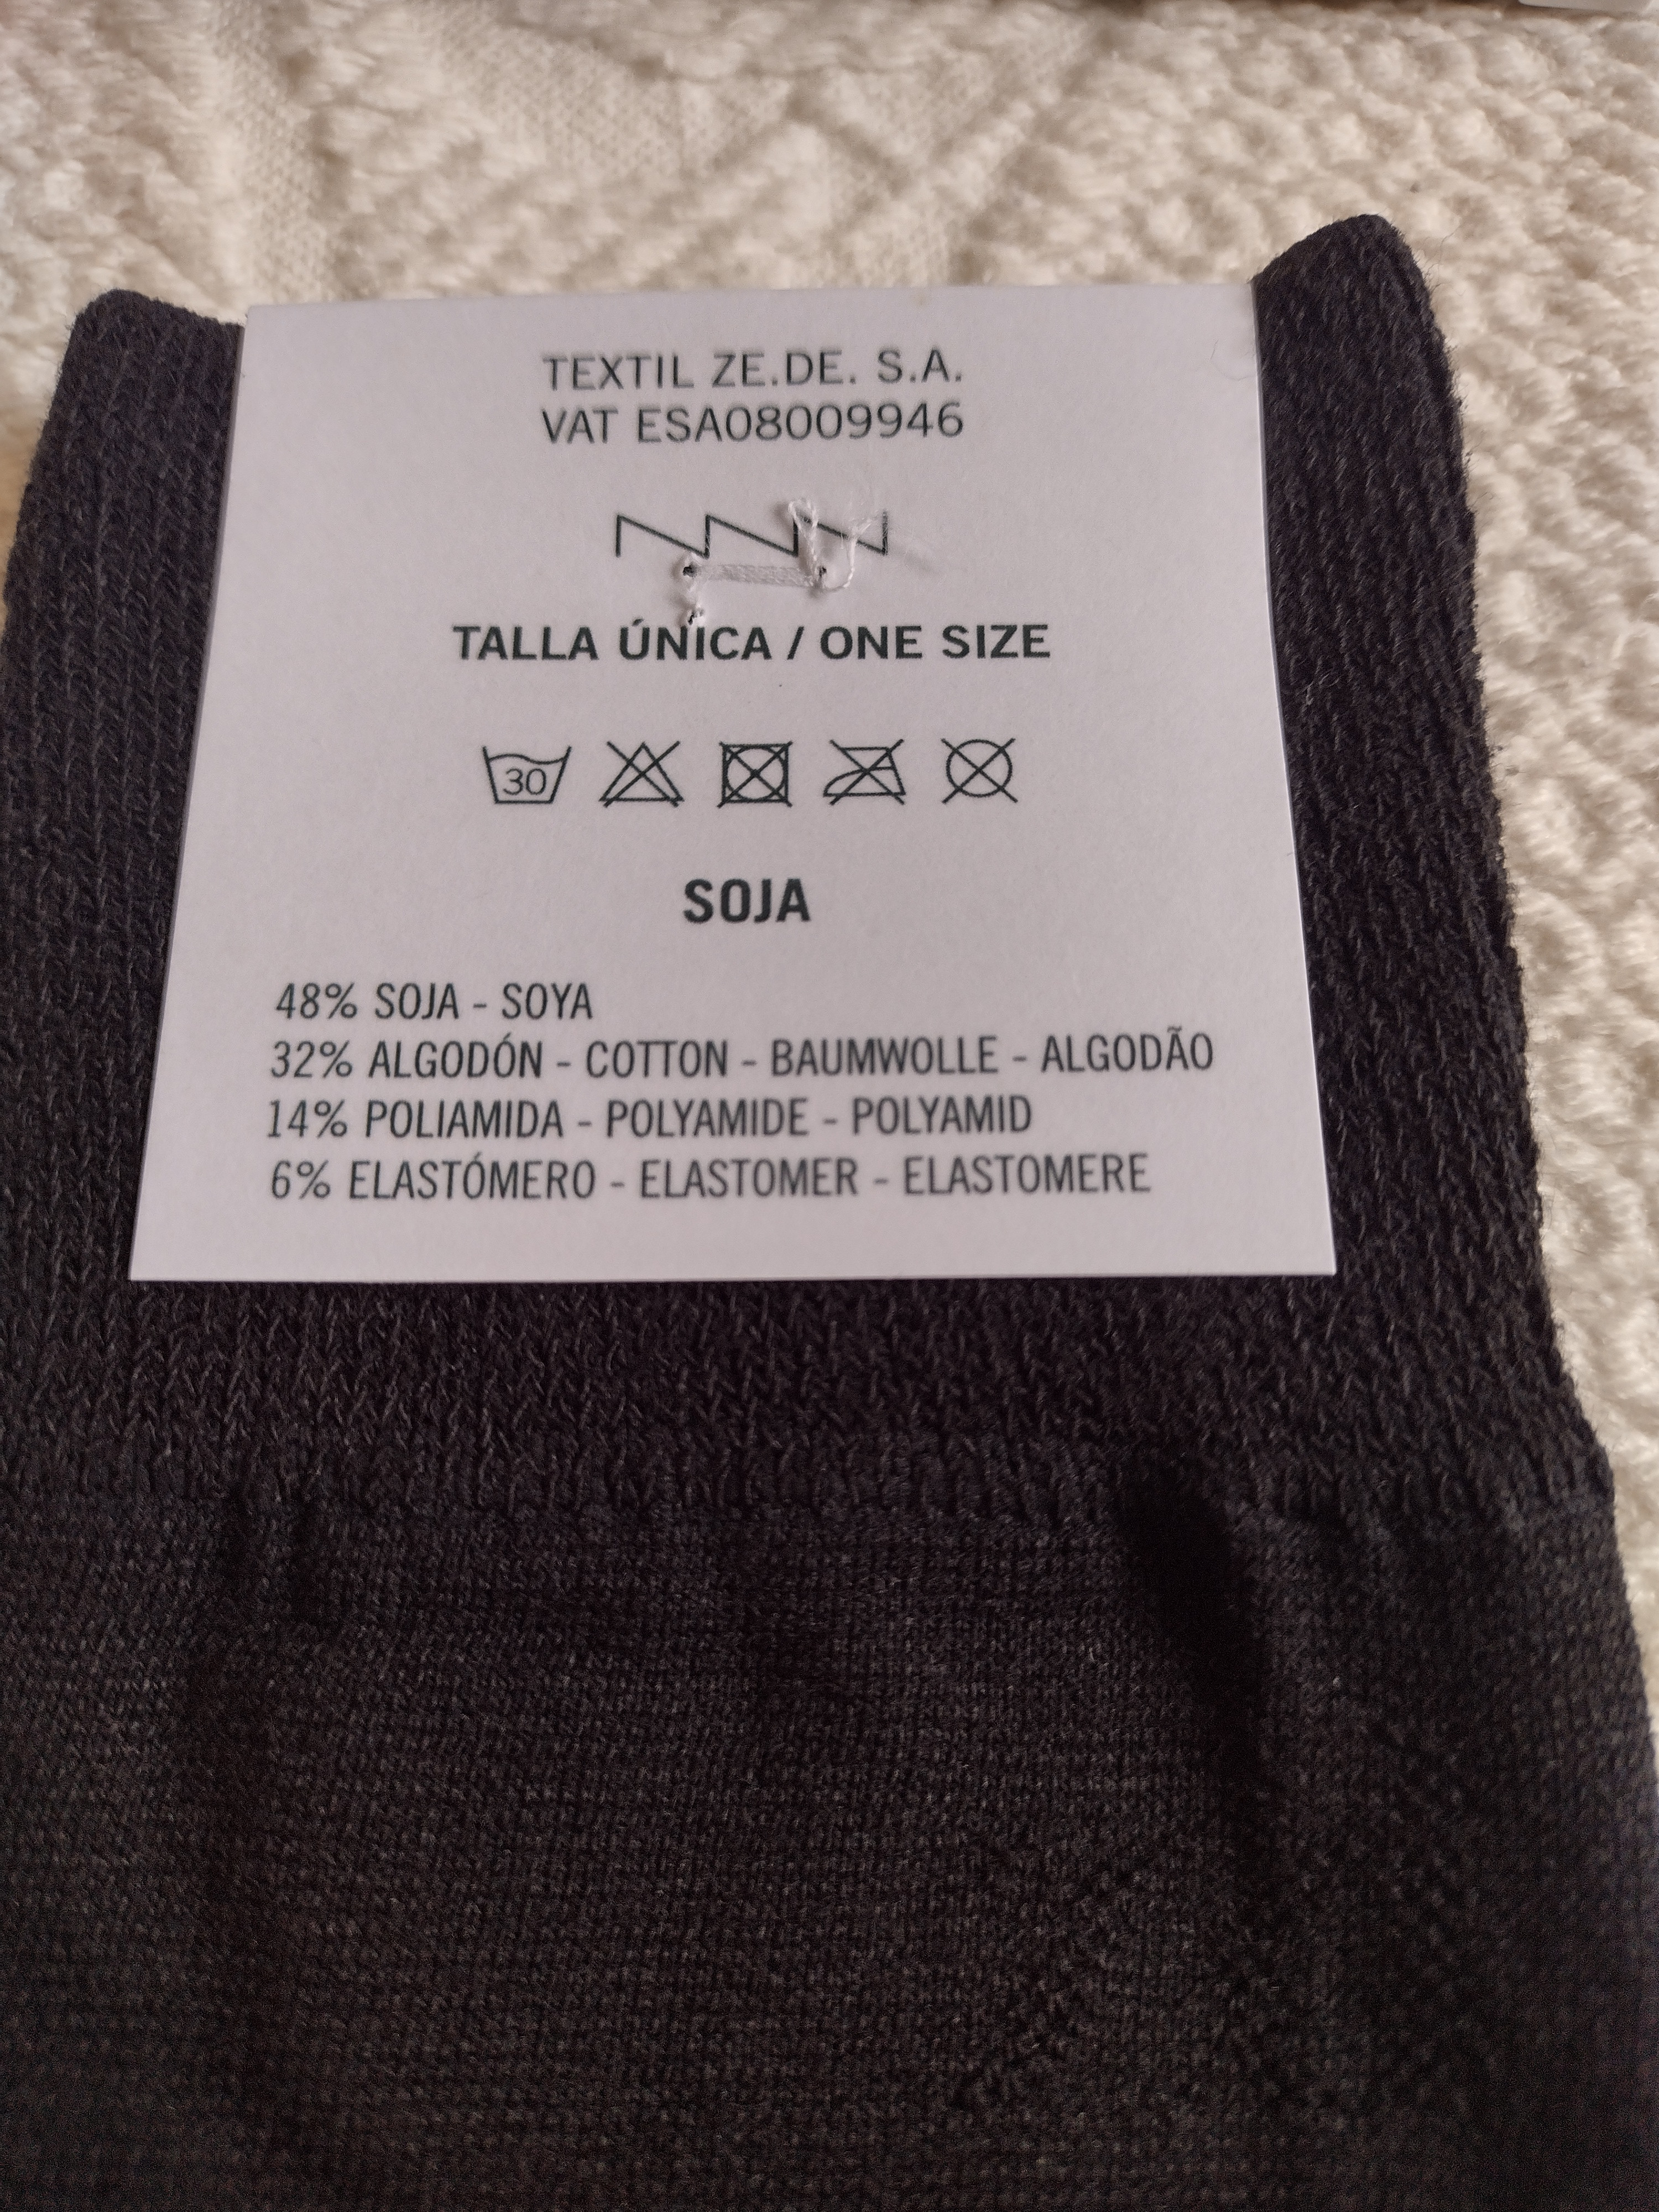 TEXTIL ZE.DE. S.A.
VAT ESA08009946
TALLA ÚNICA / ONE SIZE
30
SOJA
48% SOJA - SOYA
32% ALGODÓN - COTTON - BAUMWOLLE - ALGODÃO
14% POLIAMIDA - POLYAMIDE - POLYAMID
6% ELASTÓMERO - ELASTOMER - ELASTOMERE